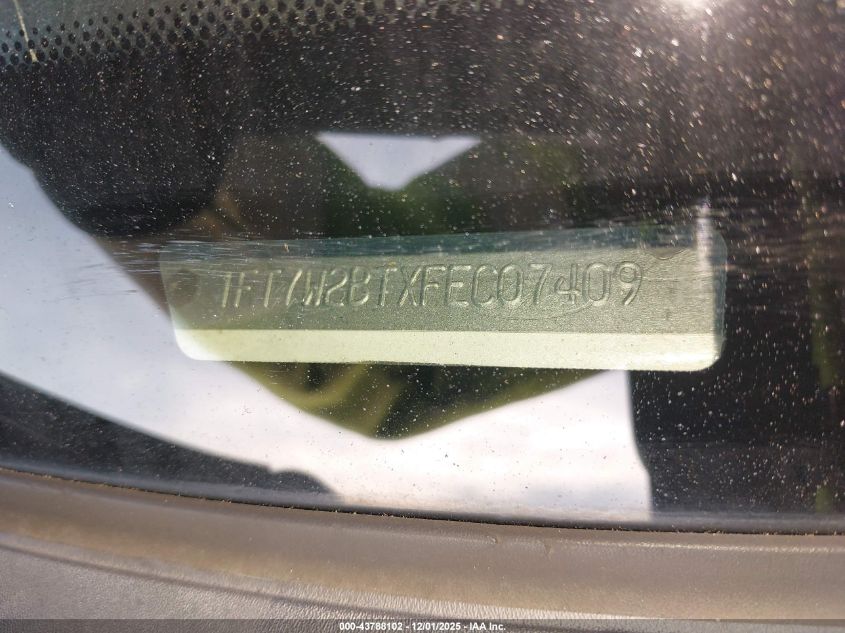 1FT7W2BTXFEC07409
000-43788102 | 12/01/2025 | IAA Inc.